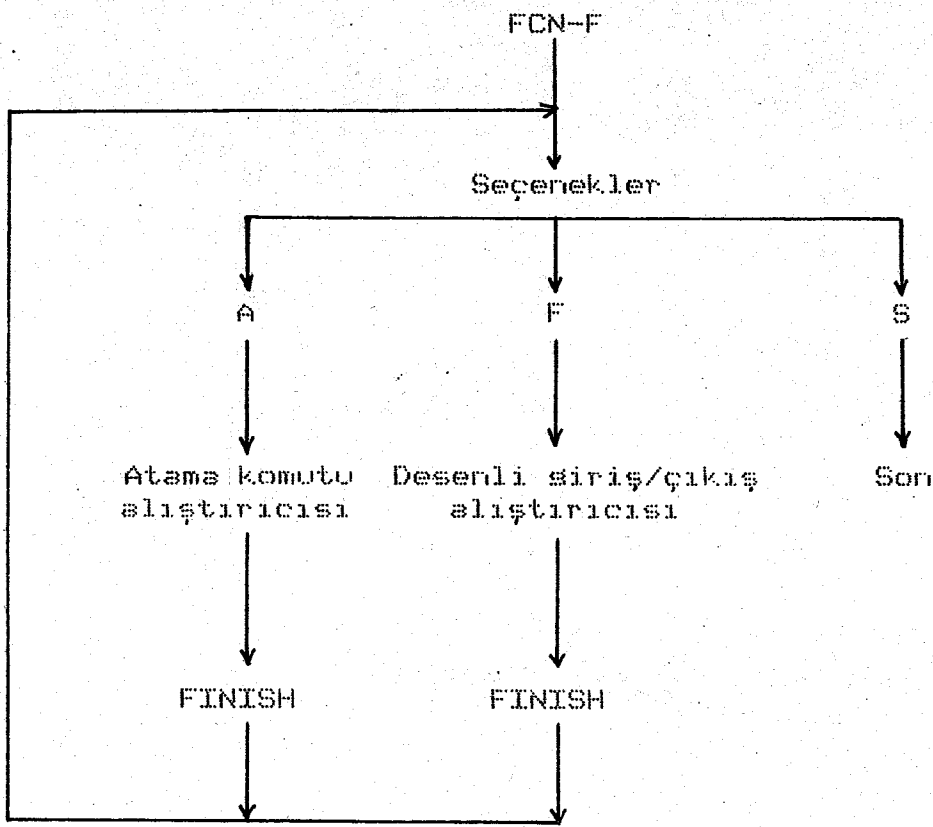 FCN-F
Seçenekler
A
F
S
Atama komutu
alıştırıcısı
Desenli giriş/çıkış
alıştırıcısı
Son
FINISH
FINISH